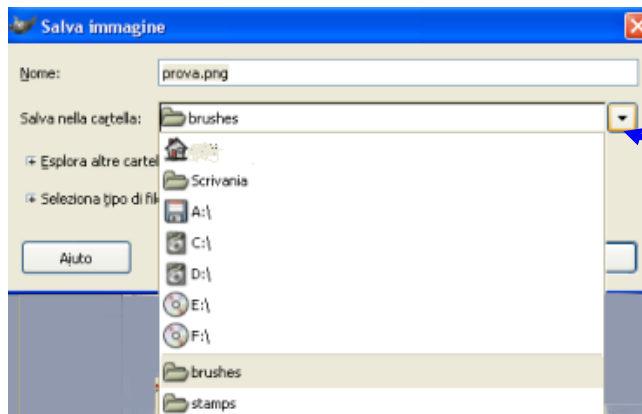 Salva immagine
Nome: prova.png
Salva nella cartella: brushes
Esplora altre cartel
Scrivania
Seleziona tipo di fil
A:\
C:\
Aiuto
D:\
E:\
F:\
brushes
stamps